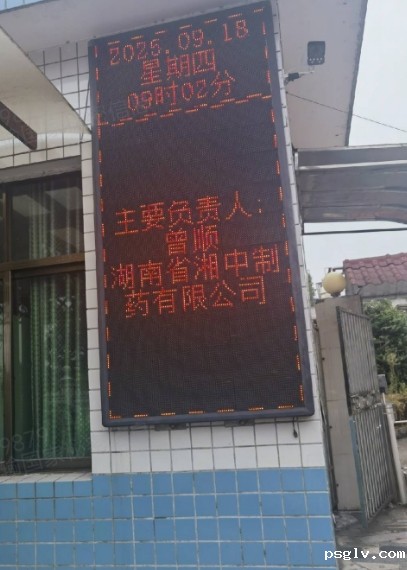 2025.09.18
星期四
09时02分
主要负责人:
曾顺
湖南省湘中制
药有限公司
psglv.com